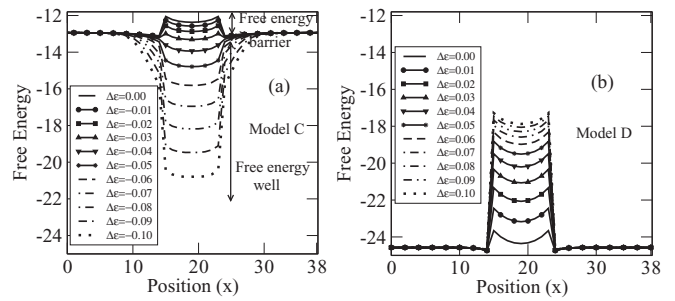 -12
-14
-16
-18
-20
-22
-24
Free Energy
0
10
20
30
38
Position (x)
Free energy
barrier
(a)
Model C
Free energy
well
Δε=0.00
Δε=−0.01
Δε=−0.02
Δε=−0.03
Δε=−0.04
Δε=−0.05
Δε=−0.06
Δε=−0.07
Δε=−0.08
Δε=−0.09
Δε=−0.10
-12
-14
-16
-18
-20
-22
-24
Free Energy
0
10
20
30
38
Position (x)
(b)
Model D
Δε=0.00
Δε=0.01
Δε=0.02
Δε=0.03
Δε=0.04
Δε=0.05
Δε=0.06
Δε=0.07
Δε=0.08
Δε=0.09
Δε=0.10